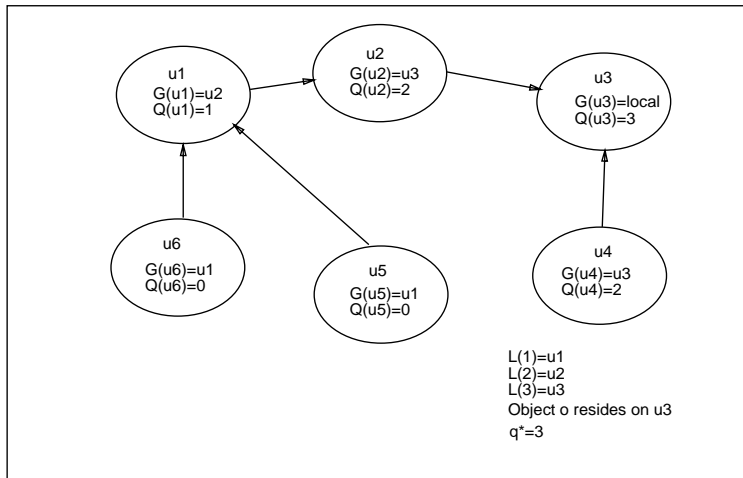 u1
G(u1)=u2
Q(u1)=1
u2
G(u2)=u3
Q(u2)=2
u3
G(u3)=local
Q(u3)=3
u6
G(u6)=u1
Q(u6)=0
u5
G(u5)=u1
Q(u5)=0
u4
G(u4)=u3
Q(u4)=2
L(1)=u1
L(2)=u2
L(3)=u3
Object o resides on u3
q*=3